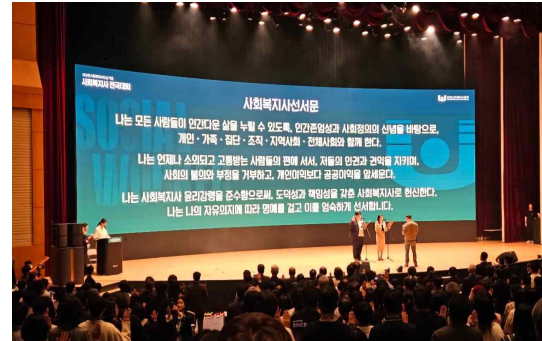 사회복지사 전국대회
사회복지사선서문
나는 모든 사람들이 인간다운 삶을 누릴 수 있도록, 인간존엄성과 사회정의의 신념을 바탕으로,
개인·가족·집단·조직·지역사회·전체사회와 함께 한다.
나는 언제나 소외되고 고통받는 사람들의 편에 서서, 저들의 인권과 권익을 지키며,
사회의 불의와 부정을 거부하고, 개인이익보다 공공이익을 앞세운다.
나는 사회복지사 윤리강령을 준수함으로써, 도덕성과 책임성을 갖춘 사회복지사로 헌신한다.
나는 나의 자유의지에 따라 명예를 걸고 이를 엄숙하게 선서합니다.
SOCIAL